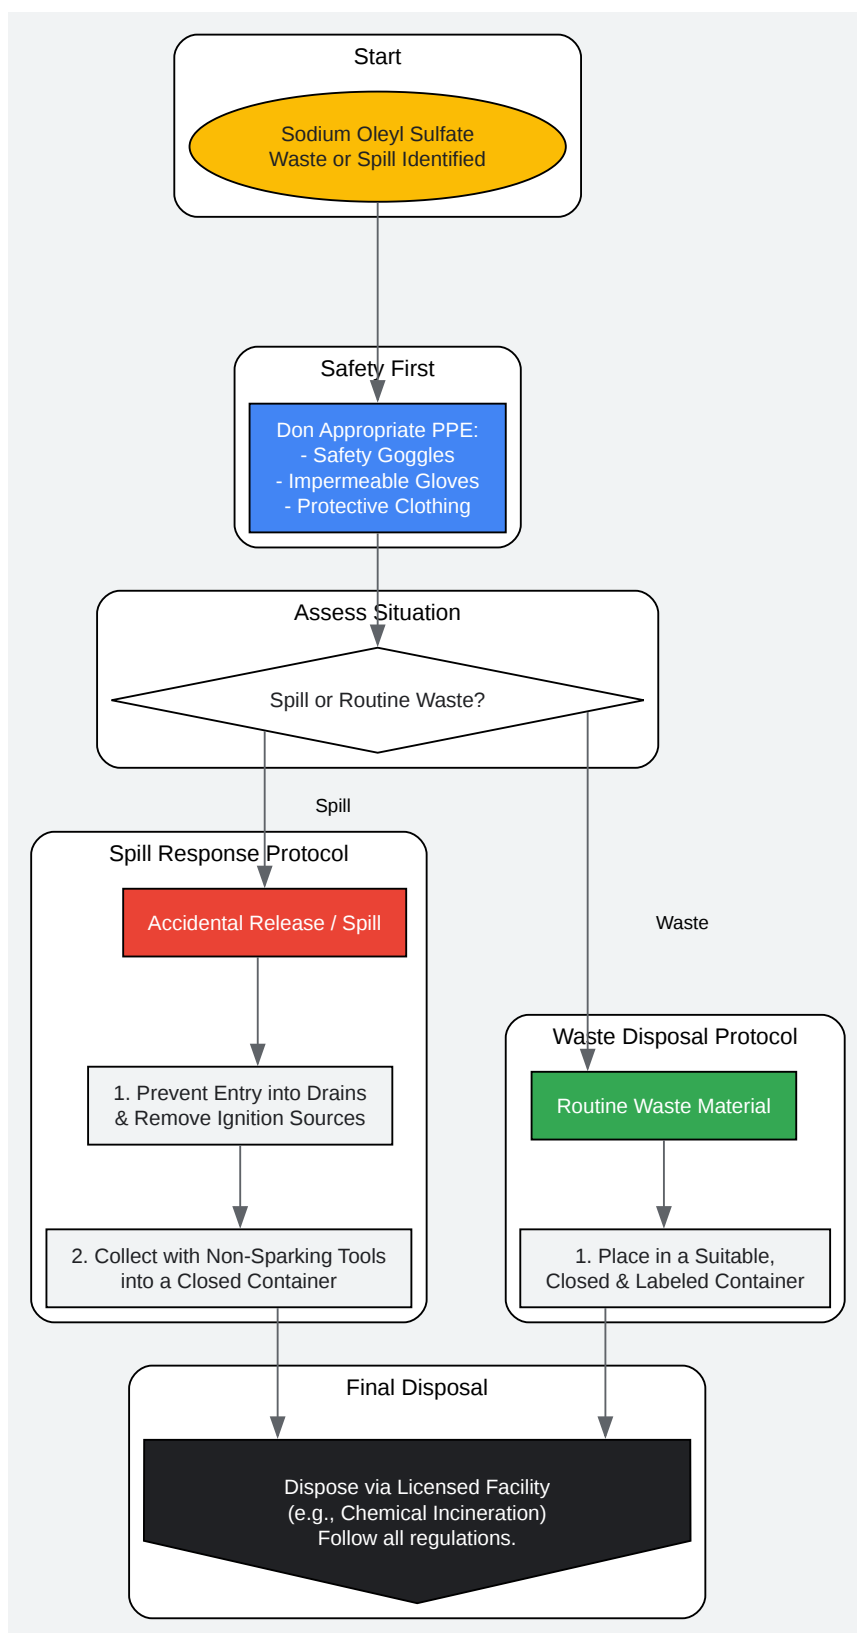 Start
Sodium Oleyl Sulfate
Waste or Spill Identified
Safety First
Don Appropriate PPE:
- Safety Goggles
- Impermeable Gloves
- Protective Clothing
Assess Situation
Spill or Routine Waste?
Spill
Spill Response Protocol
Accidental Release / Spill
1. Prevent Entry into Drains
& Remove Ignition Sources
2. Collect with Non-Sparking Tools
into a Closed Container
Waste
Waste Disposal Protocol
Routine Waste Material
1. Place in a Suitable,
Closed & Labeled Container
Final Disposal
Dispose via Licensed Facility
(e.g., Chemical Incineration)
Follow all regulations.